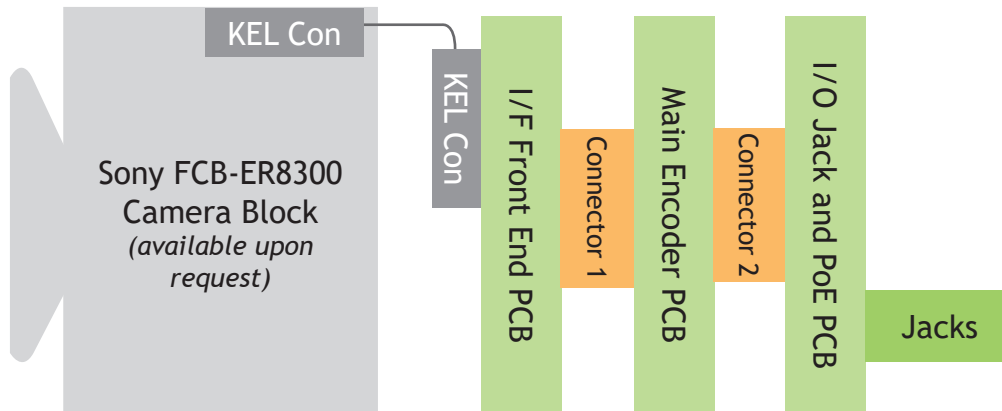 KEL Con
KEL Con
Sony FCB-ER8300
Camera Block
(available upon
request)
I/F Front End PCB
Connector 1
Main Encoder PCB
Connector 2
I/O Jack and PoE PCB
Jacks